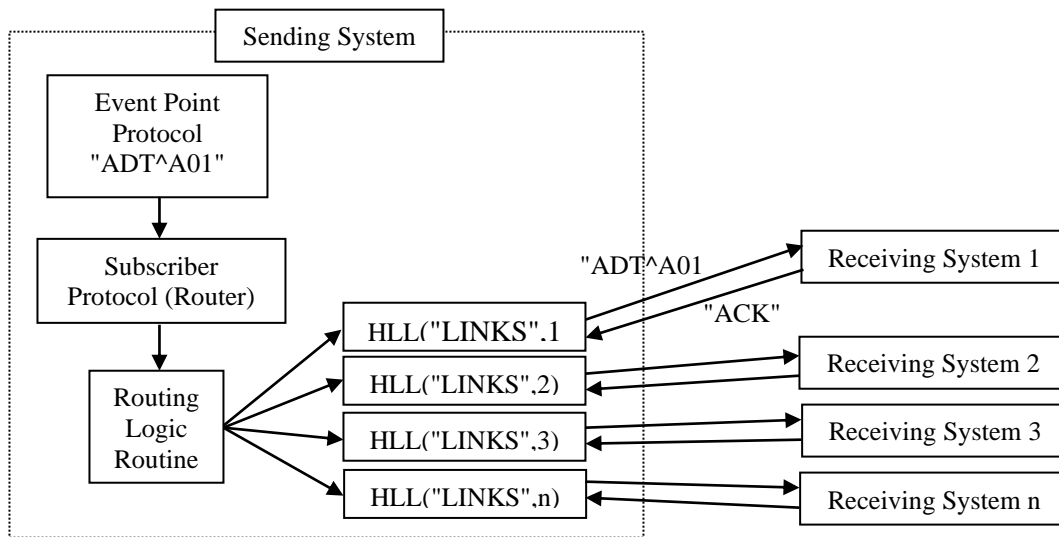 Sending System
Event Point
Protocol
"ADT^A01"
Subscriber
Protocol (Router)
Routing
Logic
Routine
HLL("LINKS",1
HLL("LINKS",2)
HLL("LINKS",3)
HLL("LINKS",n)
"ADT^A01
"ACK"
Receiving System 1
Receiving System 2
Receiving System 3
Receiving System n